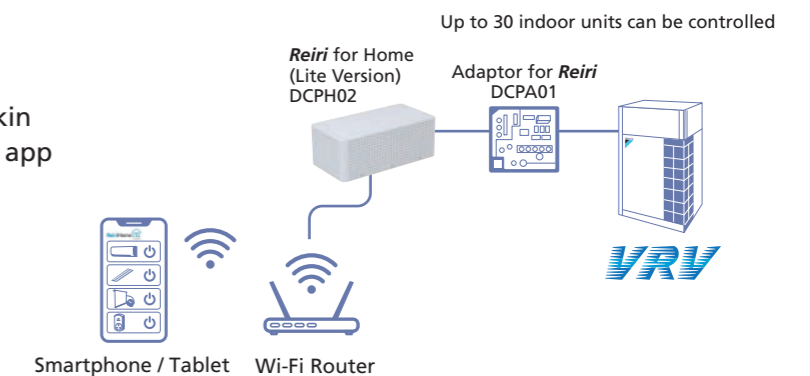 Up to 30 indoor units can be controlled
Reiri for Home
(Lite Version)
DCPH02
Adaptor for Reiri
DCPA01
kin
app
VRV
Smartphone / Tablet
Wi-Fi Router